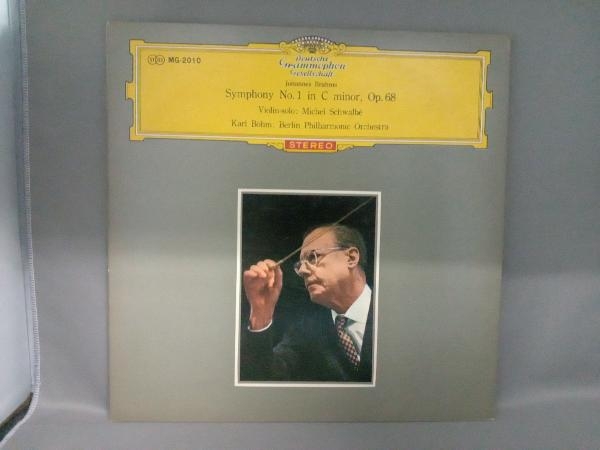 MG-2010
Deutsche
Grammophon
Gesellschaft
Johannes Brahms
Symphony No. 1 in C minor, Op. 68
Violin-solo: Michel Schwalbé
Karl Böhm, Berlin Philharmonic Orchestra
STEREO